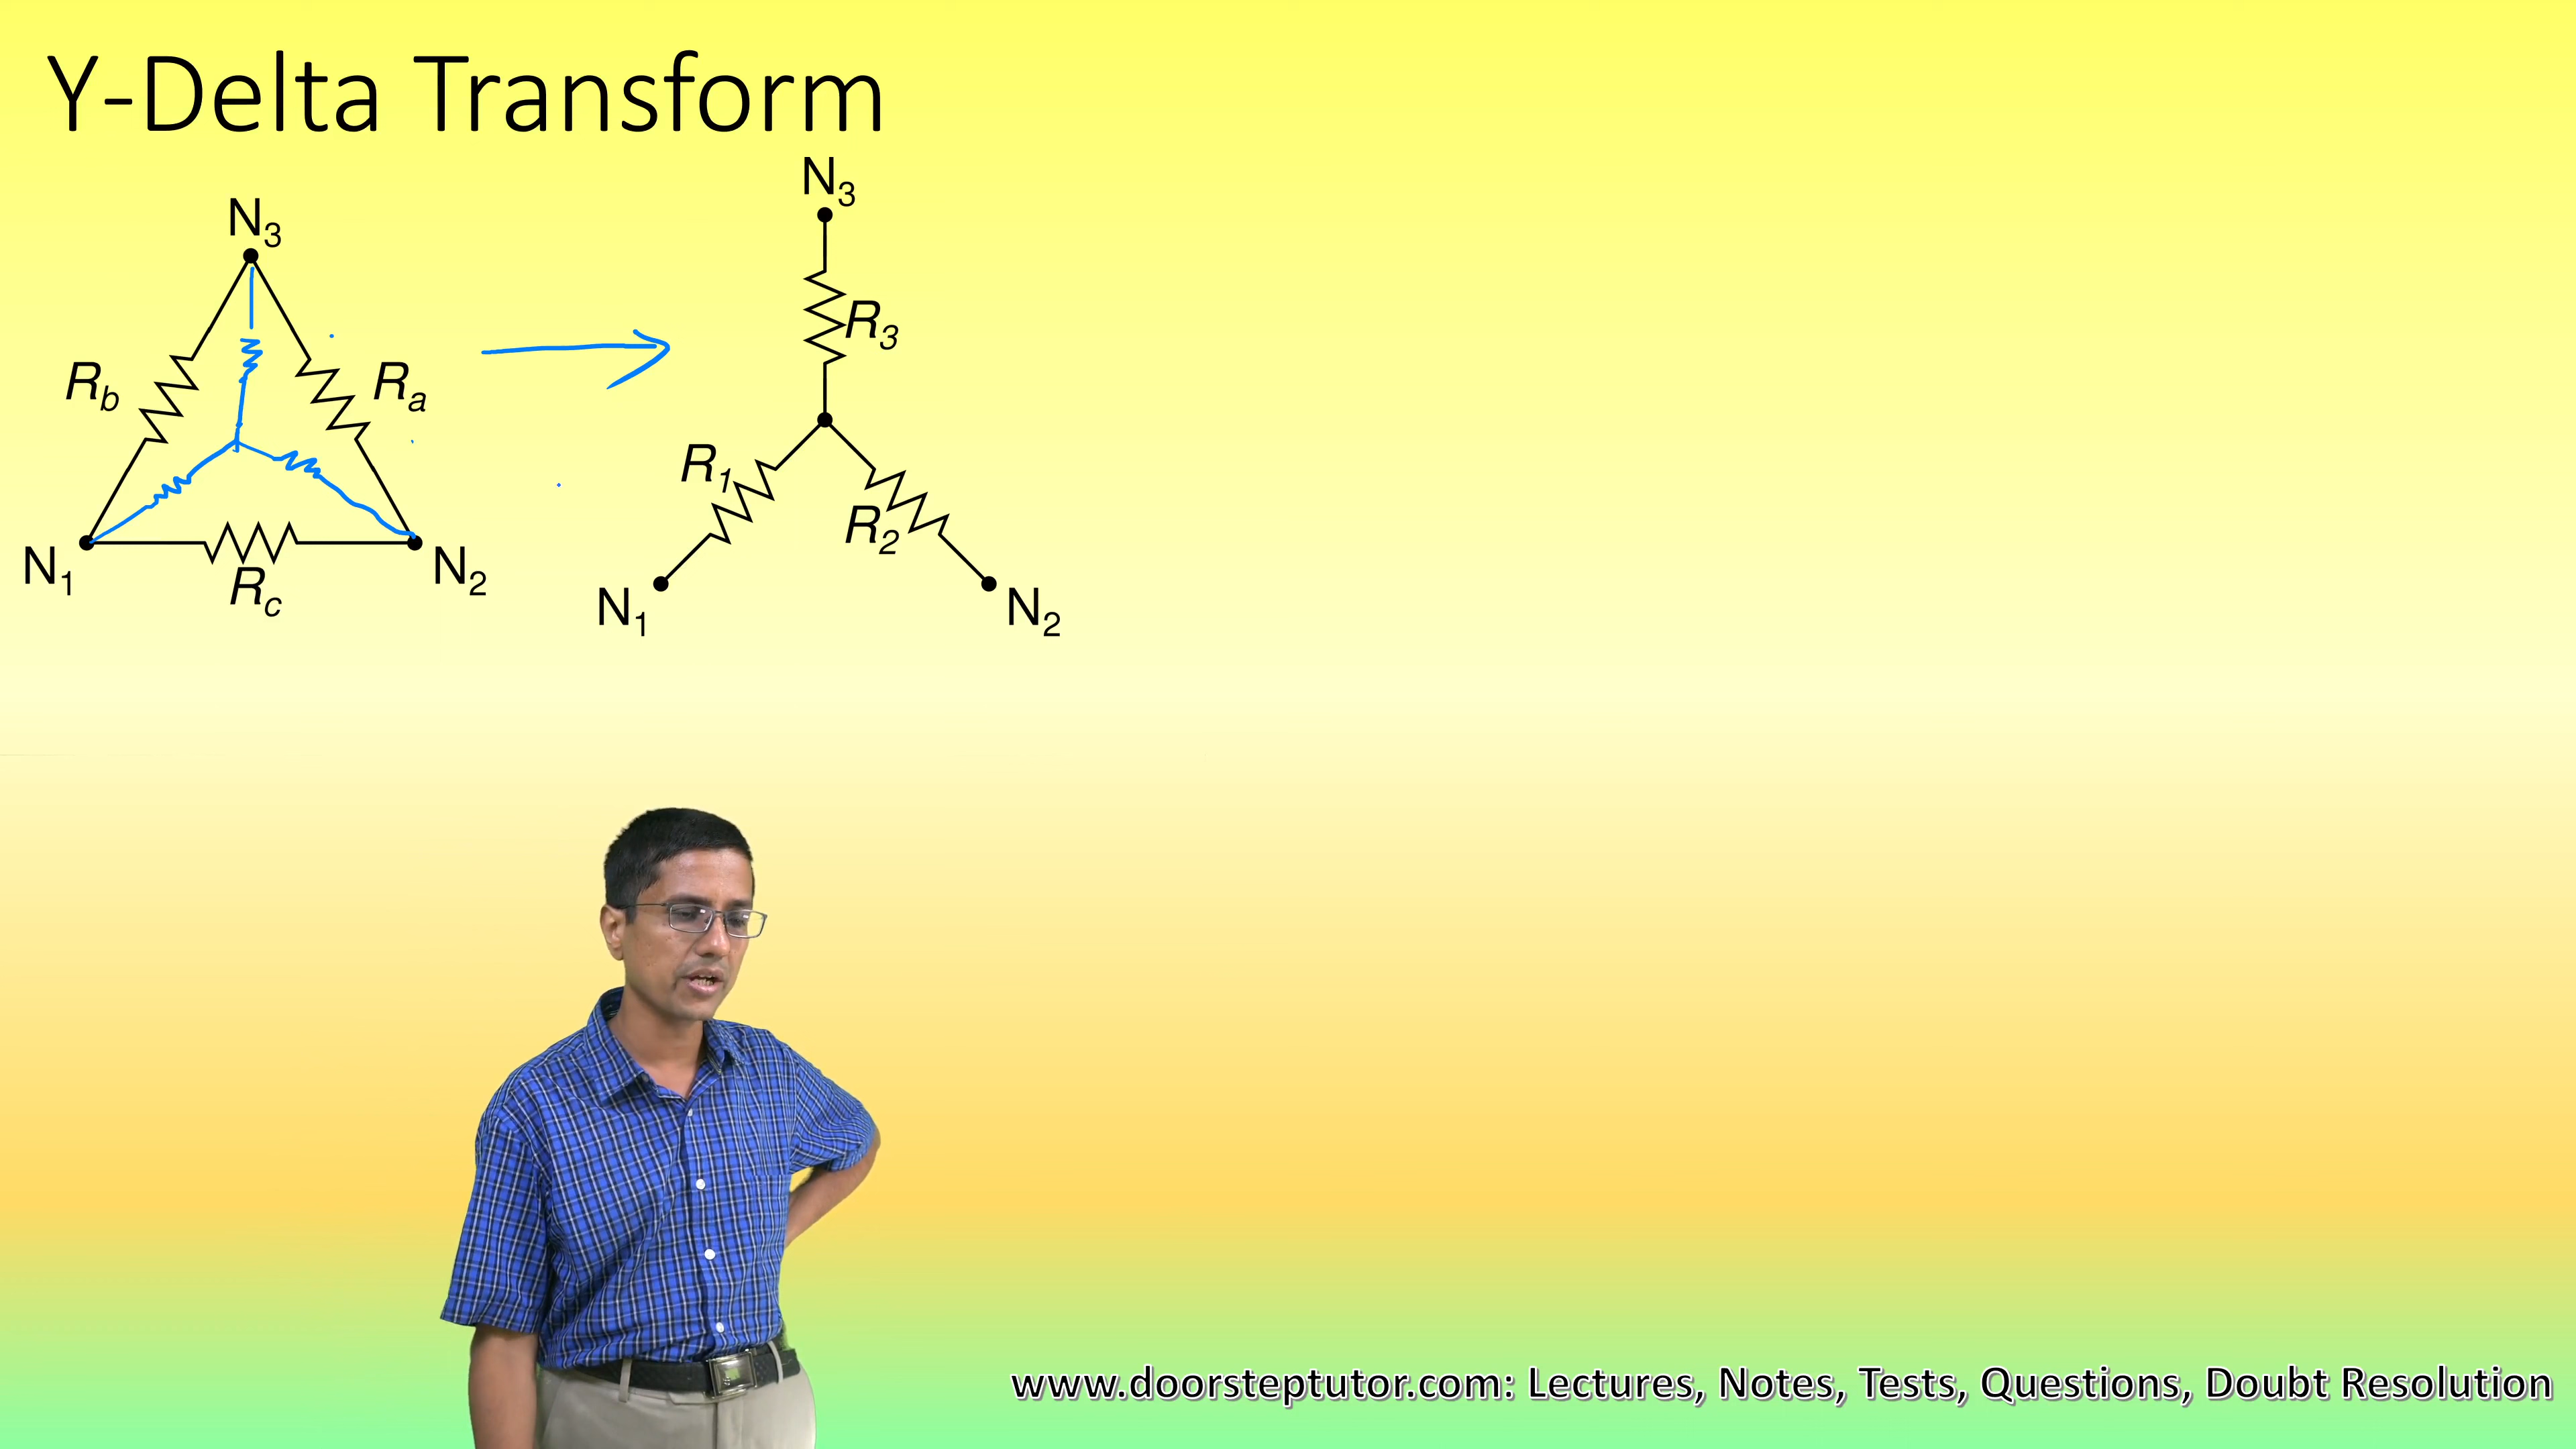 Y-Delta Transform
N3
Rb
Ra
N1
Rc
N2
N3
R3
R1
R2
N1
N2
www.doorsteptutor.com: Lectures, Notes, Tests, Questions, Doubt Resolution